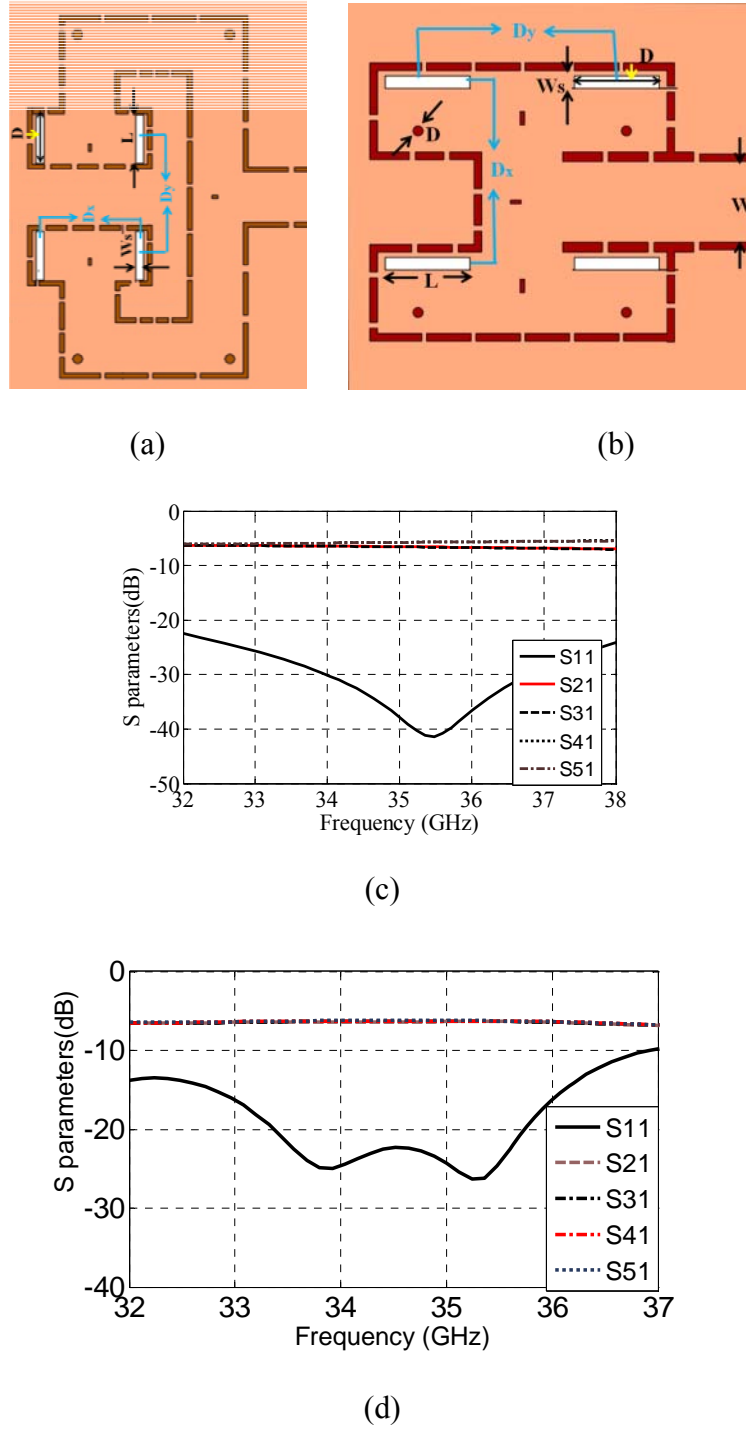 D
L
Dy
Dx
Ws
(a)
Dy
D
Ws
D
Dx
W
L
(b)
0
-10
-20
-30
-40
-50
S parameters(dB)
32 33 34 35 36 37 38
Frequency (GHz)
S11
S21
S31
S41
S51
(c)
0
-10
-20
-30
-40
S parameters(dB)
32 33 34 35 36 37
Frequency (GHz)
S11
S21
S31
S41
S51
(d)